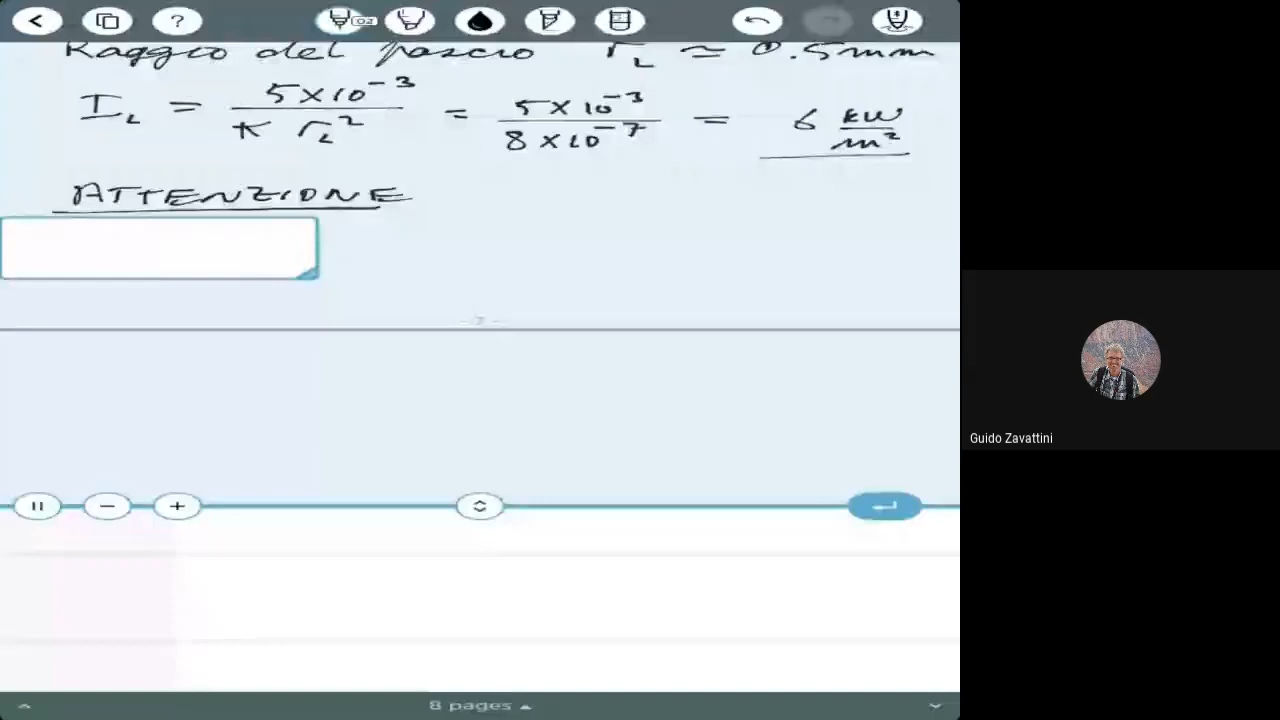 Raggio del fascio r_L ≃ 0.5mm
I_L = 5×10^-3 / π r_L^2 = 5×10^-3 / 8×10^-7 = 6 kW/m^2
ATTENZIONE
- 7 -
Guido Zavattini
8 pages